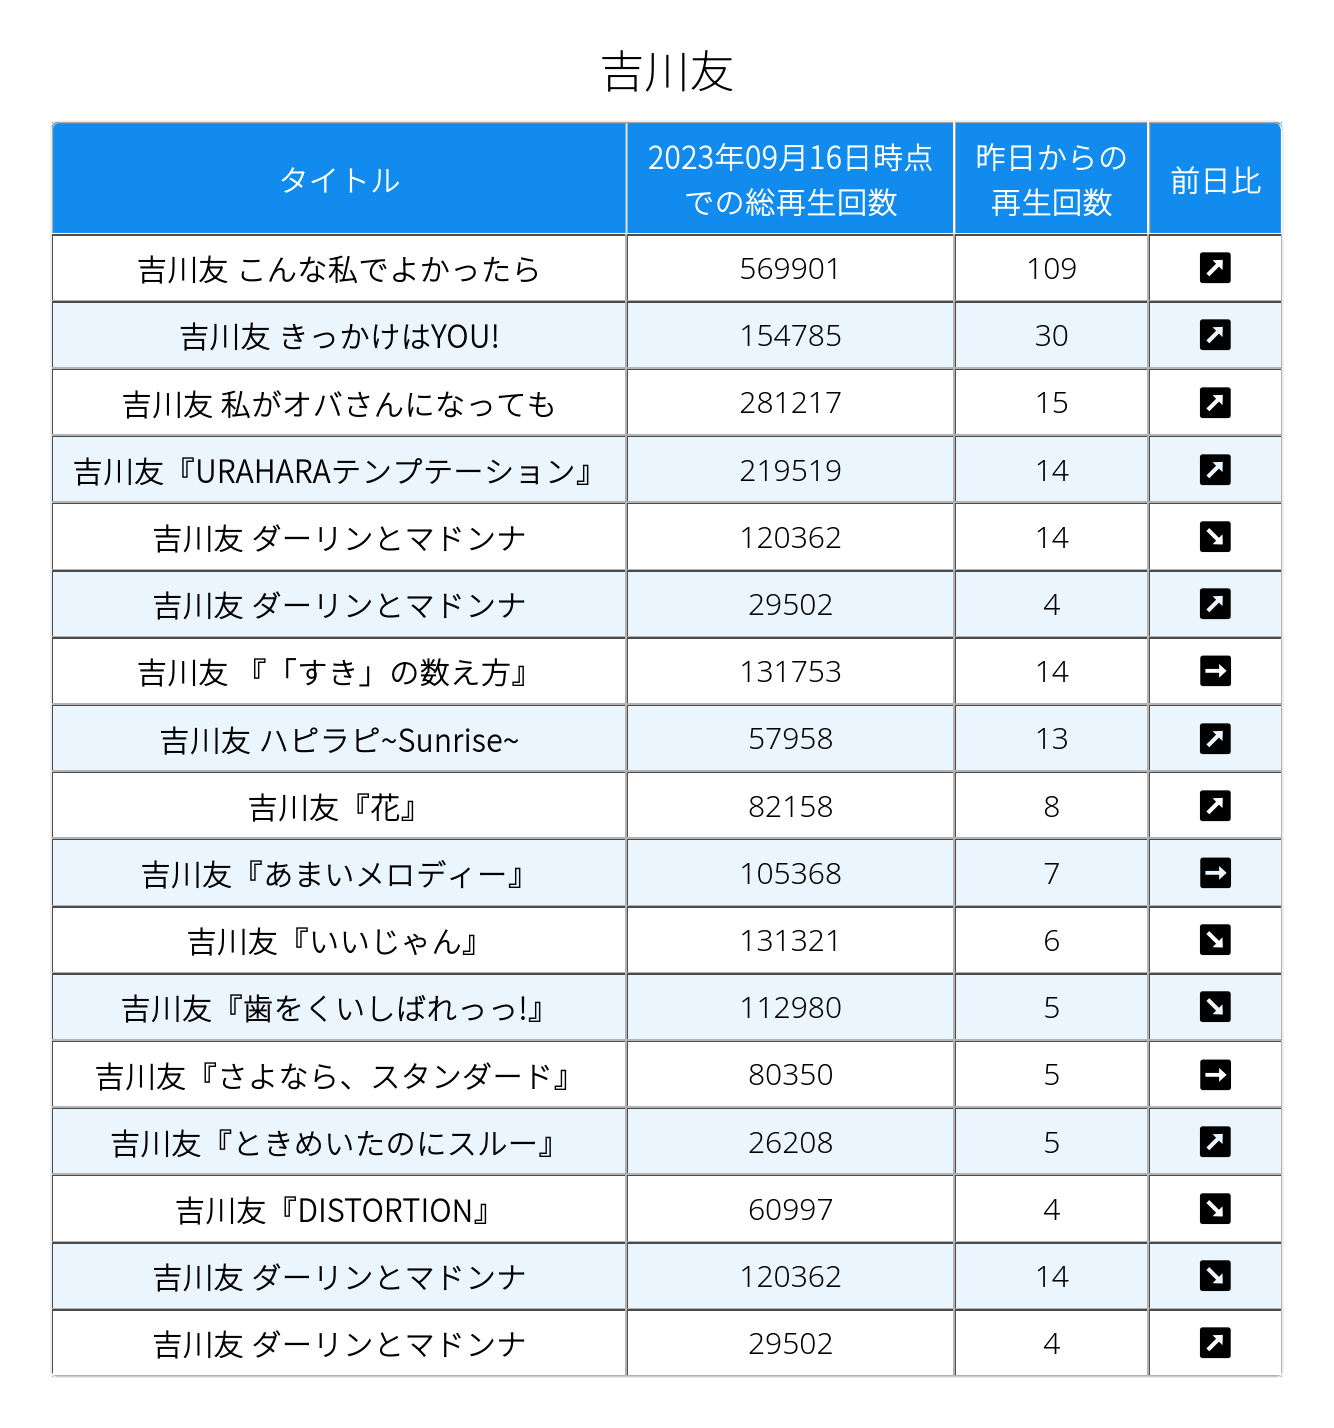 吉川友
タイトル
2023年09月16日時点
での総再生回数
昨日からの
再生回数
前日比
吉川友 こんな私でよかったら 569901 109 ↗
吉川友 きっかけはYOU! 154785 30 ↗
吉川友 私がオバさんになっても 281217 15 ↗
吉川友『URAHARAテンプテーション』 219519 14 ↗
吉川友 ダーリンとマドンナ 120362 14 ↘
吉川友 ダーリンとマドンナ 29502 4 ↗
吉川友 『「すき」の数え方』 131753 14 →
吉川友 ハピラピ~Sunrise~ 57958 13 ↗
吉川友『花』 82158 8 ↗
吉川友『あまいメロディー』 105368 7 →
吉川友『いいじゃん』 131321 6 ↘
吉川友『歯をくいしばれっっ!』 112980 5 ↘
吉川友『さよなら、スタンダード』 80350 5 →
吉川友『ときめいたのにスルー』 26208 5 ↗
吉川友『DISTORTION』 60997 4 ↘
吉川友 ダーリンとマドンナ 120362 14 ↘
吉川友 ダーリンとマドンナ 29502 4 ↗